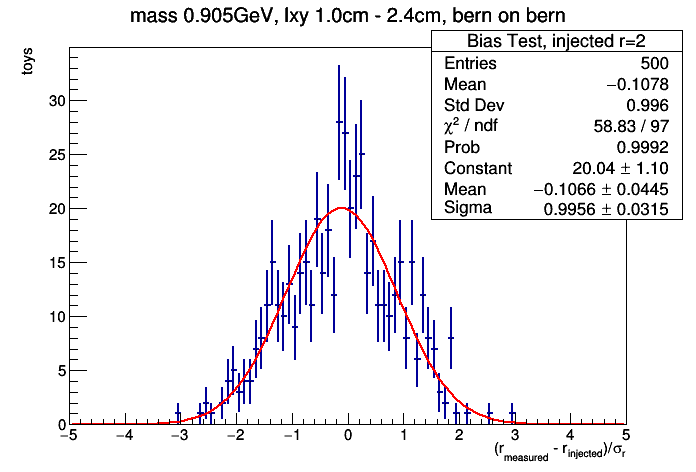 mass 0.905GeV, lxy 1.0cm - 2.4cm, bern on bern
toys
Bias Test, injected r=2
Entries 500
Mean −0.1078
Std Dev 0.996
χ² / ndf 58.83 / 97
Prob 0.9992
Constant 20.04 ± 1.10
Mean −0.1066 ± 0.0445
Sigma 0.9956 ± 0.0315
30
25
20
15
10
5
0
−5 −4 −3 −2 −1 0 1 2 3 4 5
(r_measured - r_injected)/σ_r